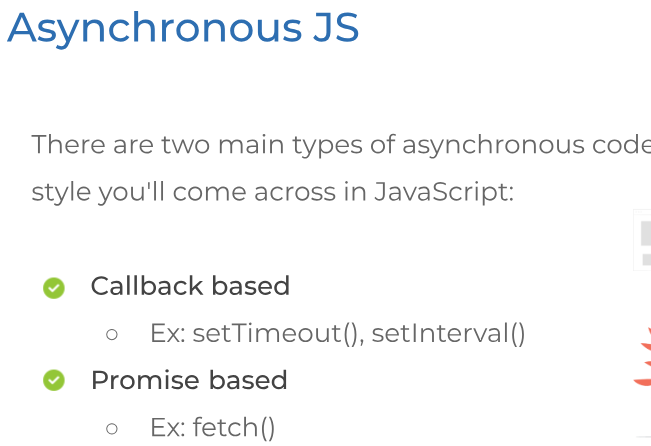 Asynchronous JS
There are two main types of asynchronous code
style you'll come across in JavaScript:
Callback based
○ Ex: setTimeout(), setInterval()
Promise based
○ Ex: fetch()